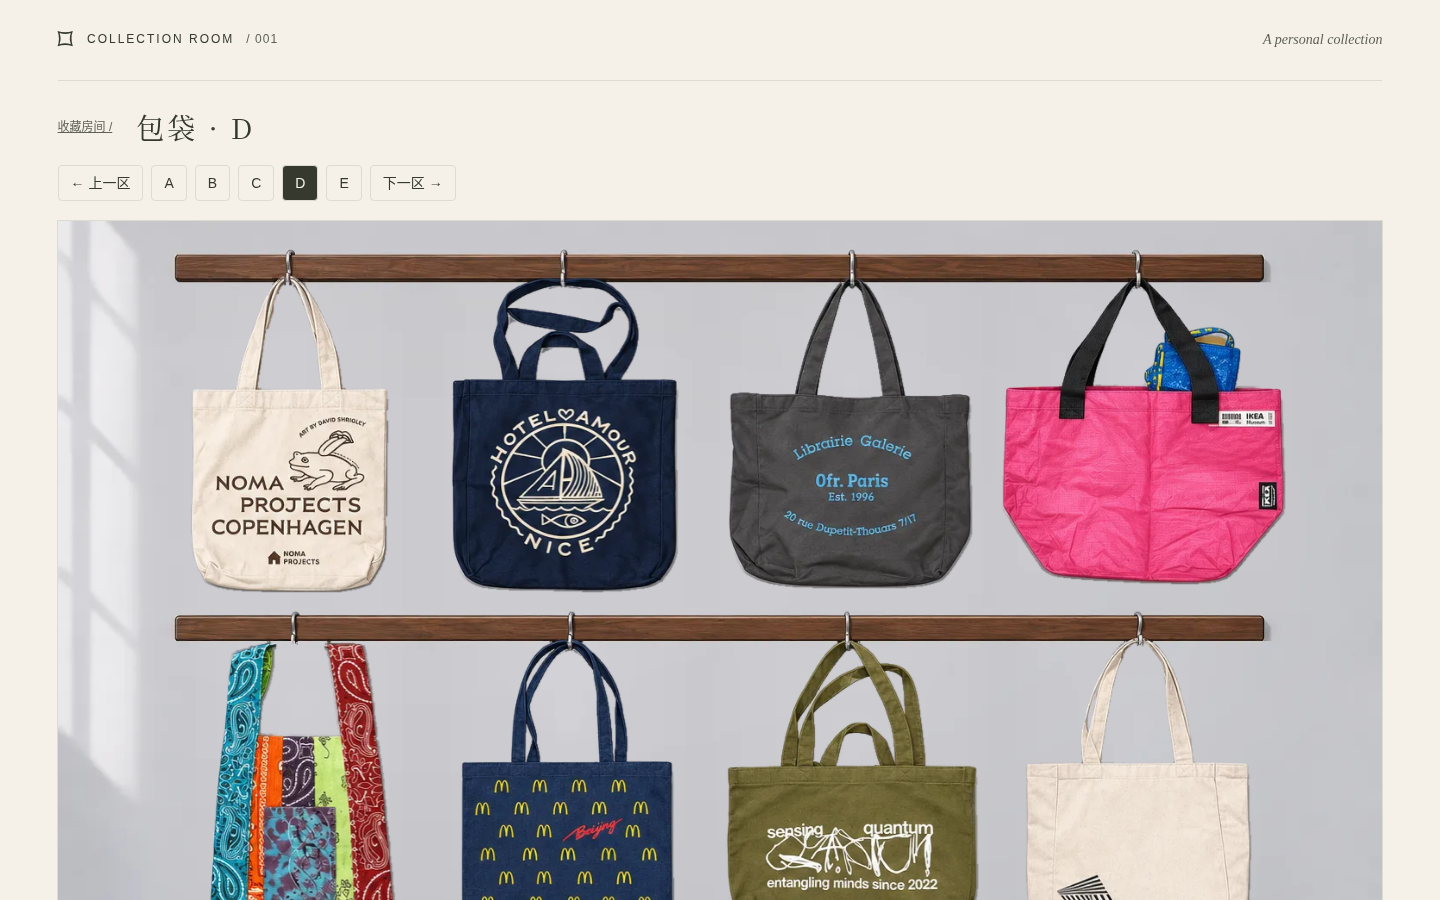 COLLECTION ROOM / 001
A personal collection
收藏房间 /
包袋 · D
← 上一区
A
B
C
D
E
下一区 →
ART BY DAVID SHRIGLEY
NOMA
PROJECTS
COPENHAGEN
NOMA
PROJECTS
HOTEL AMOUR
NICE
Librairie Galerie
Ofr. Paris
Est. 1996
20 rue Dupetit-Thouars 7/17
IKEA
Museum
IKEA
Beijing
sensing quantum
entangling minds since 2022